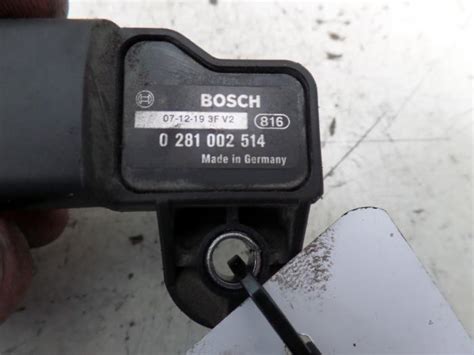 BOSCH
07-12-19 3F V2 816
0 281 002 514
Made in Germany